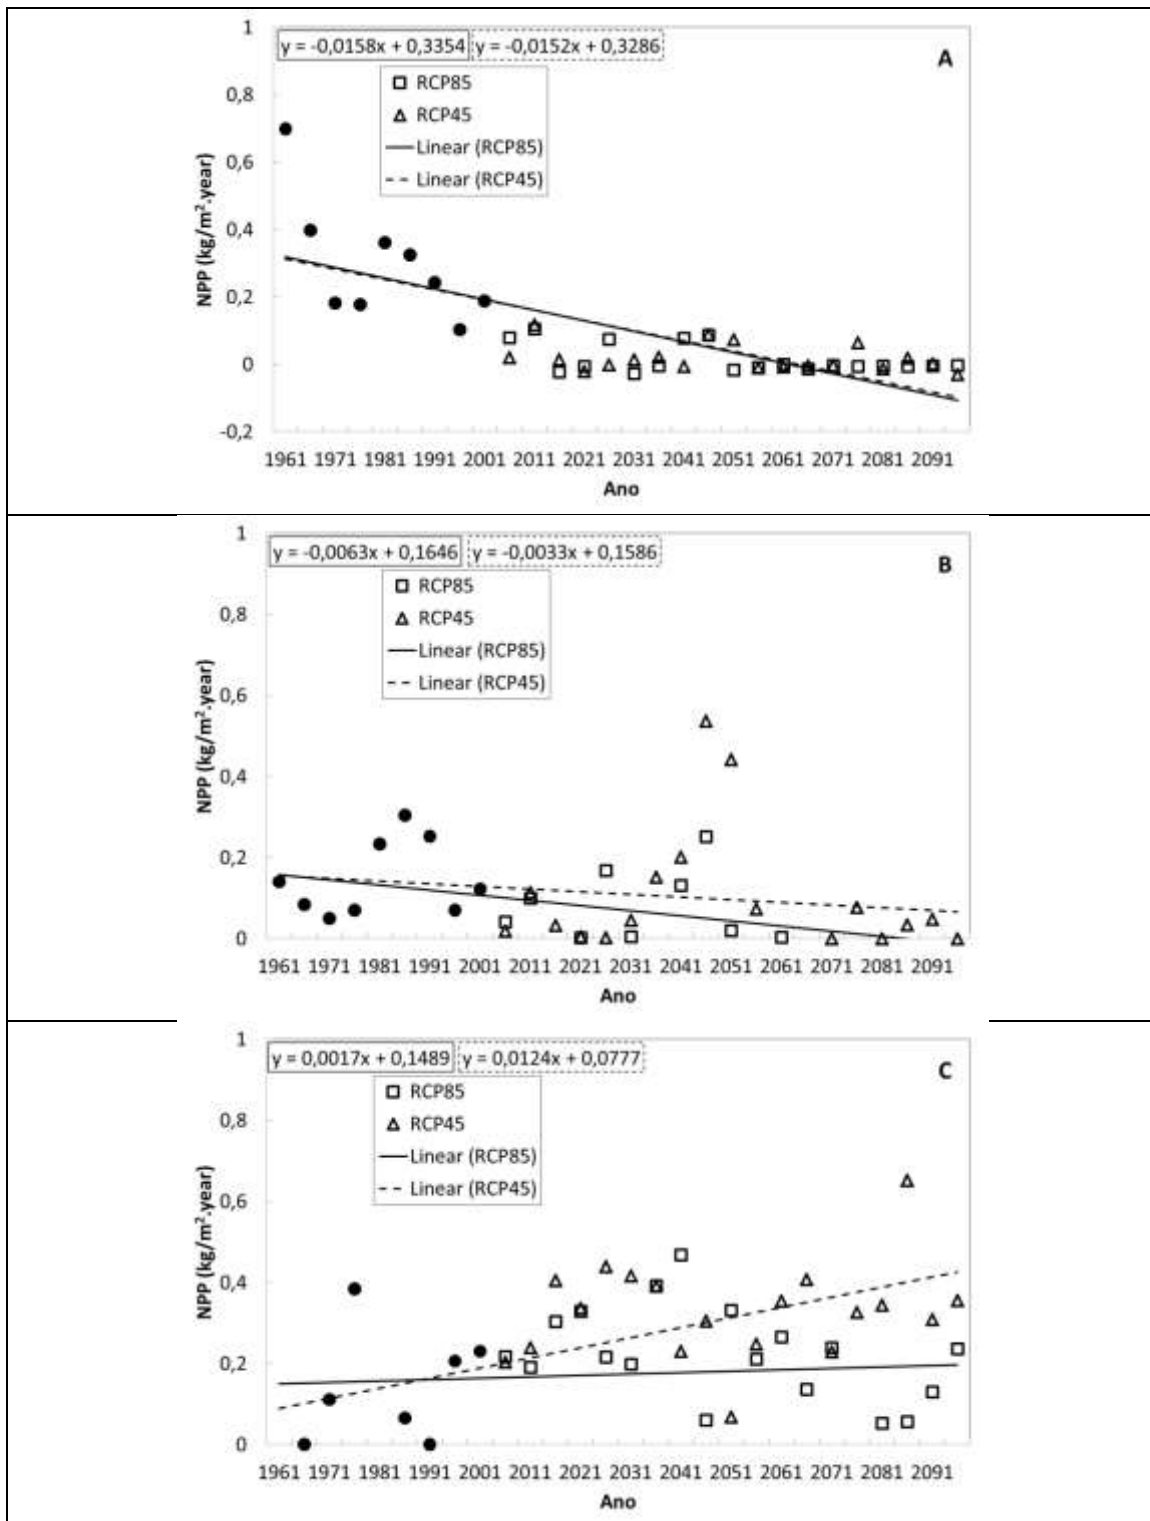 1
y = -0,0158x + 0,3354 y = -0,0152x + 0,3286
A
0,8
RCP85
RCP45
Linear (RCP85)
Linear (RCP45)
0,6
0,4
0,2
0
-0,2
NPP (kg/m².year)
1961 1971 1981 1991 2001 2011 2021 2031 2041 2051 2061 2071 2081 2091
Ano
1
y = -0,0063x + 0,1646 y = -0,0033x + 0,1586
B
0,8
RCP85
RCP45
Linear (RCP85)
Linear (RCP45)
0,6
0,4
0,2
0
NPP (kg/m².year)
1961 1971 1981 1991 2001 2011 2021 2031 2041 2051 2061 2071 2081 2091
Ano
1
y = 0,0017x + 0,1489 y = 0,0124x + 0,0777
C
0,8
RCP85
RCP45
Linear (RCP85)
Linear (RCP45)
0,6
0,4
0,2
0
NPP (kg/m².year)
1961 1971 1981 1991 2001 2011 2021 2031 2041 2051 2061 2071 2081 2091
Ano